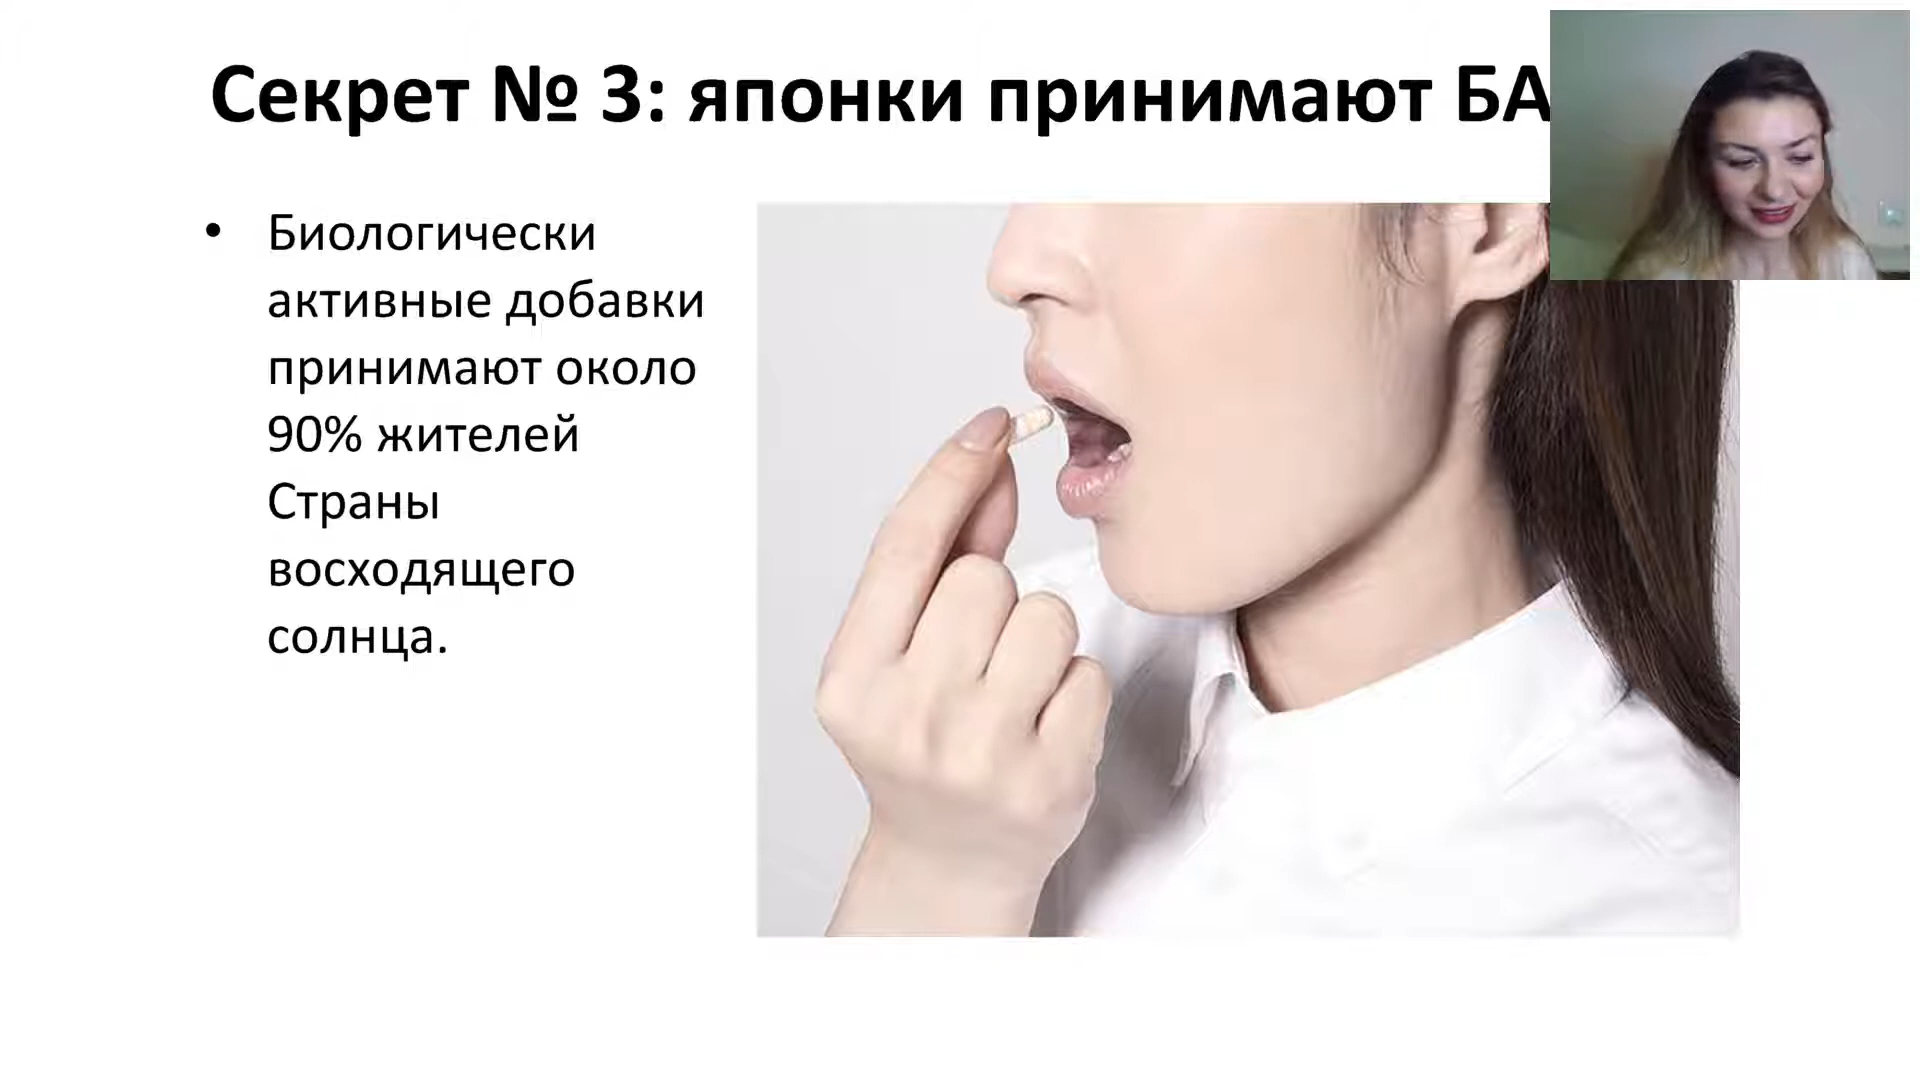 Секрет № 3: японки принимают БА
• Биологически
активные добавки
принимают около
90% жителей
Страны
восходящего
солнца.